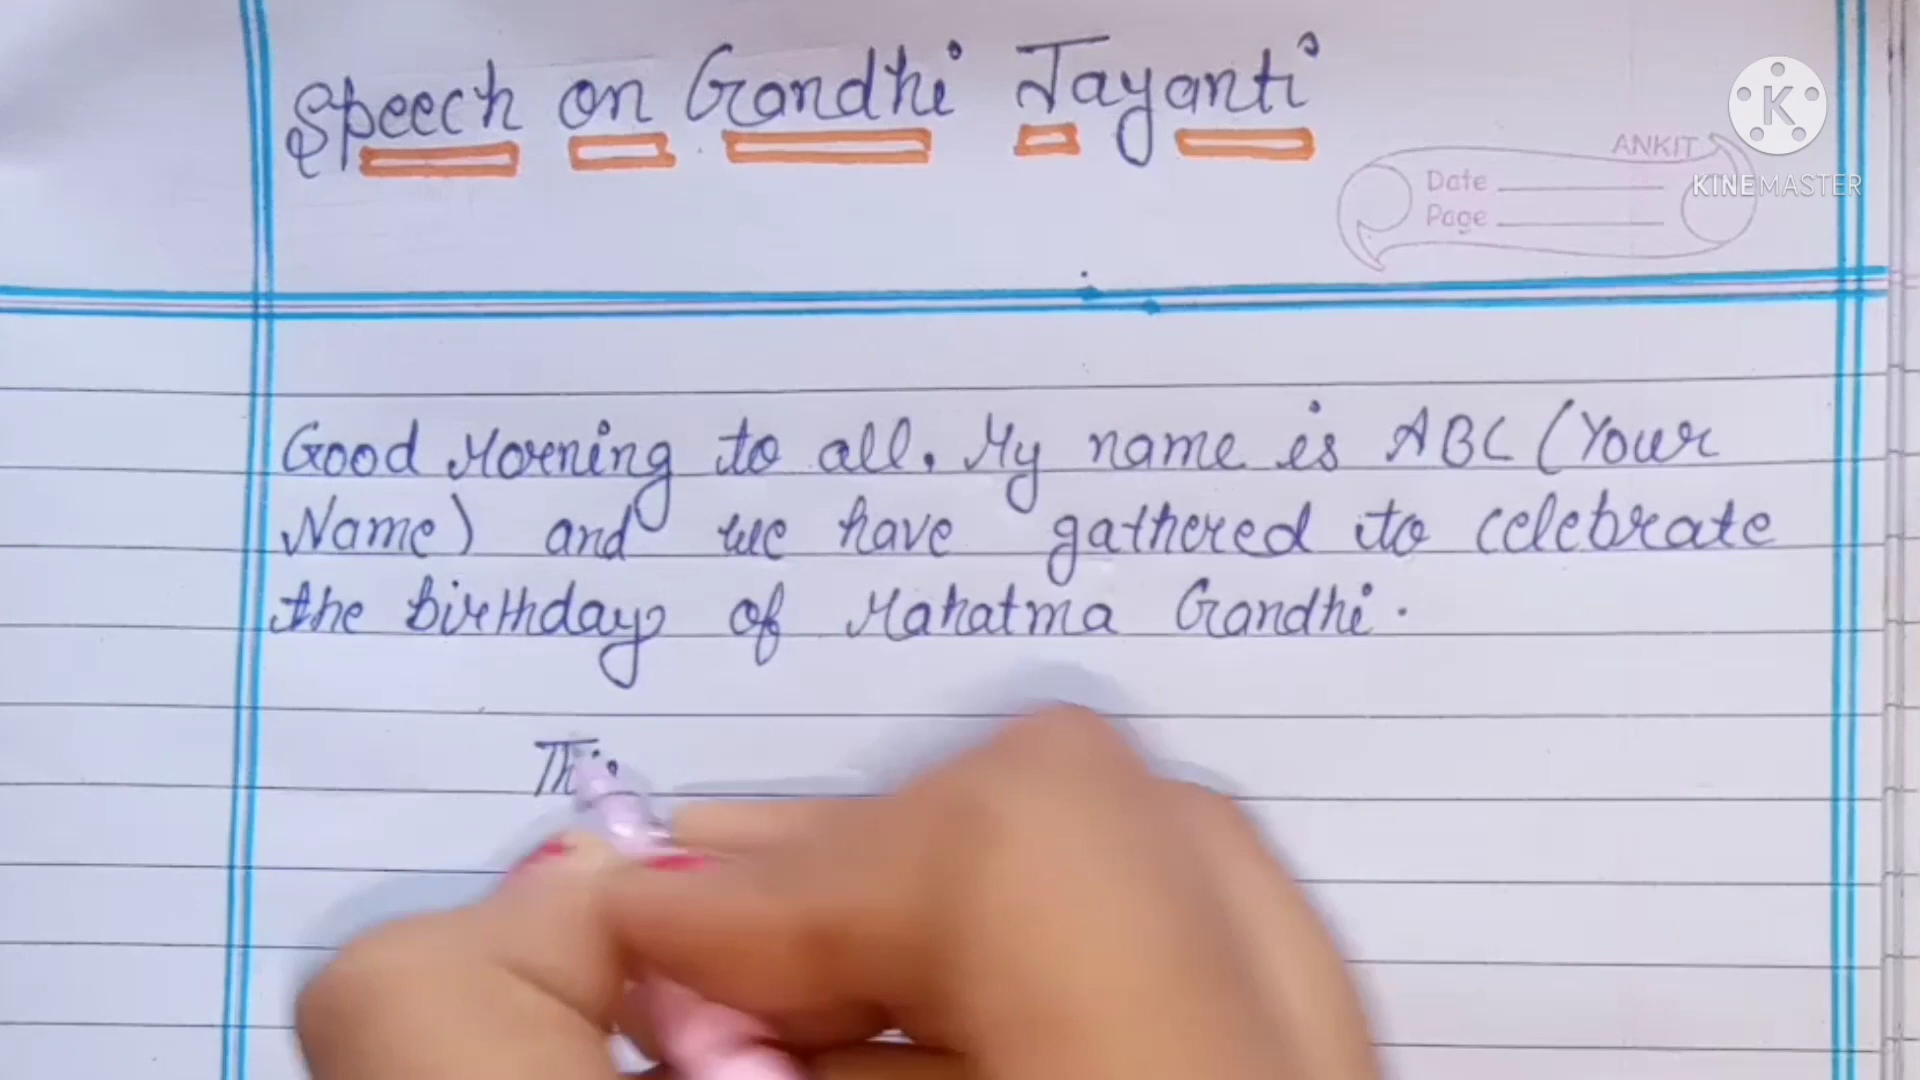 Speech on Gandhi Jayanti
ANKIT
KINEMASTER
Date
Page
Good Morning to all. My name is ABC (Your
Name) and we have gathered to celebrate
the birthday of Mahatma Gandhi.